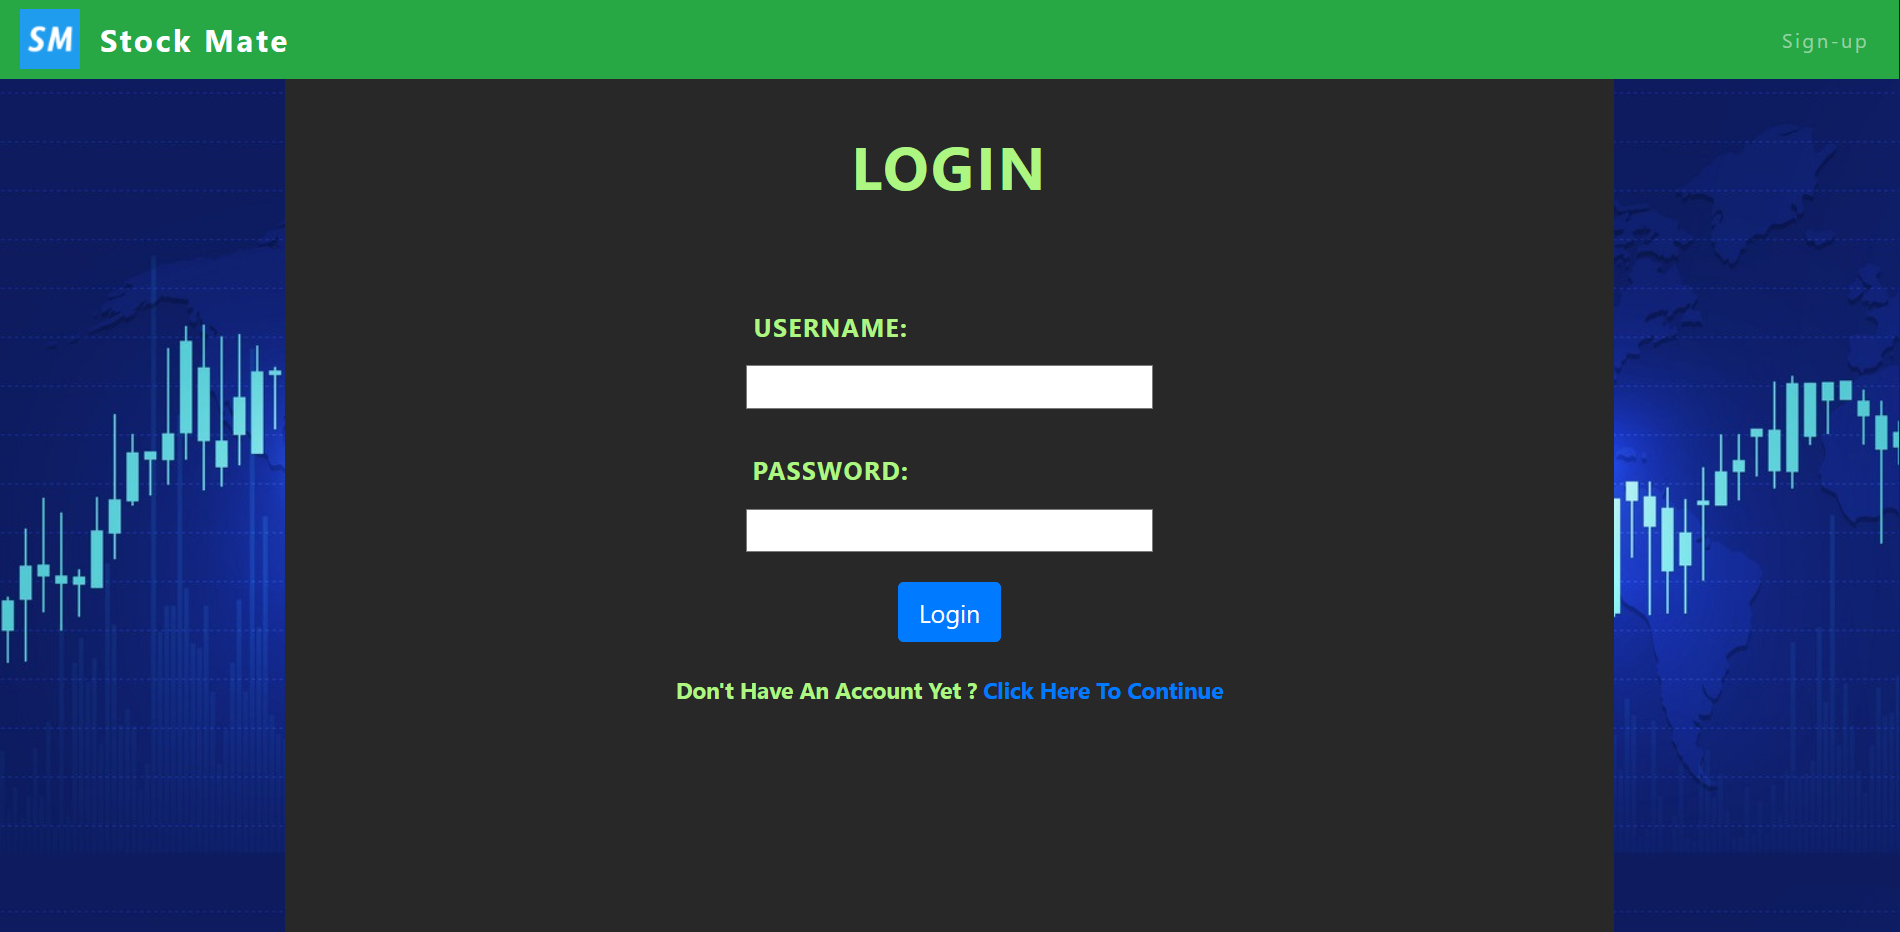 SM Stock Mate Sign-up
LOGIN
USERNAME:
PASSWORD:
Login
Don't Have An Account Yet ? Click Here To Continue